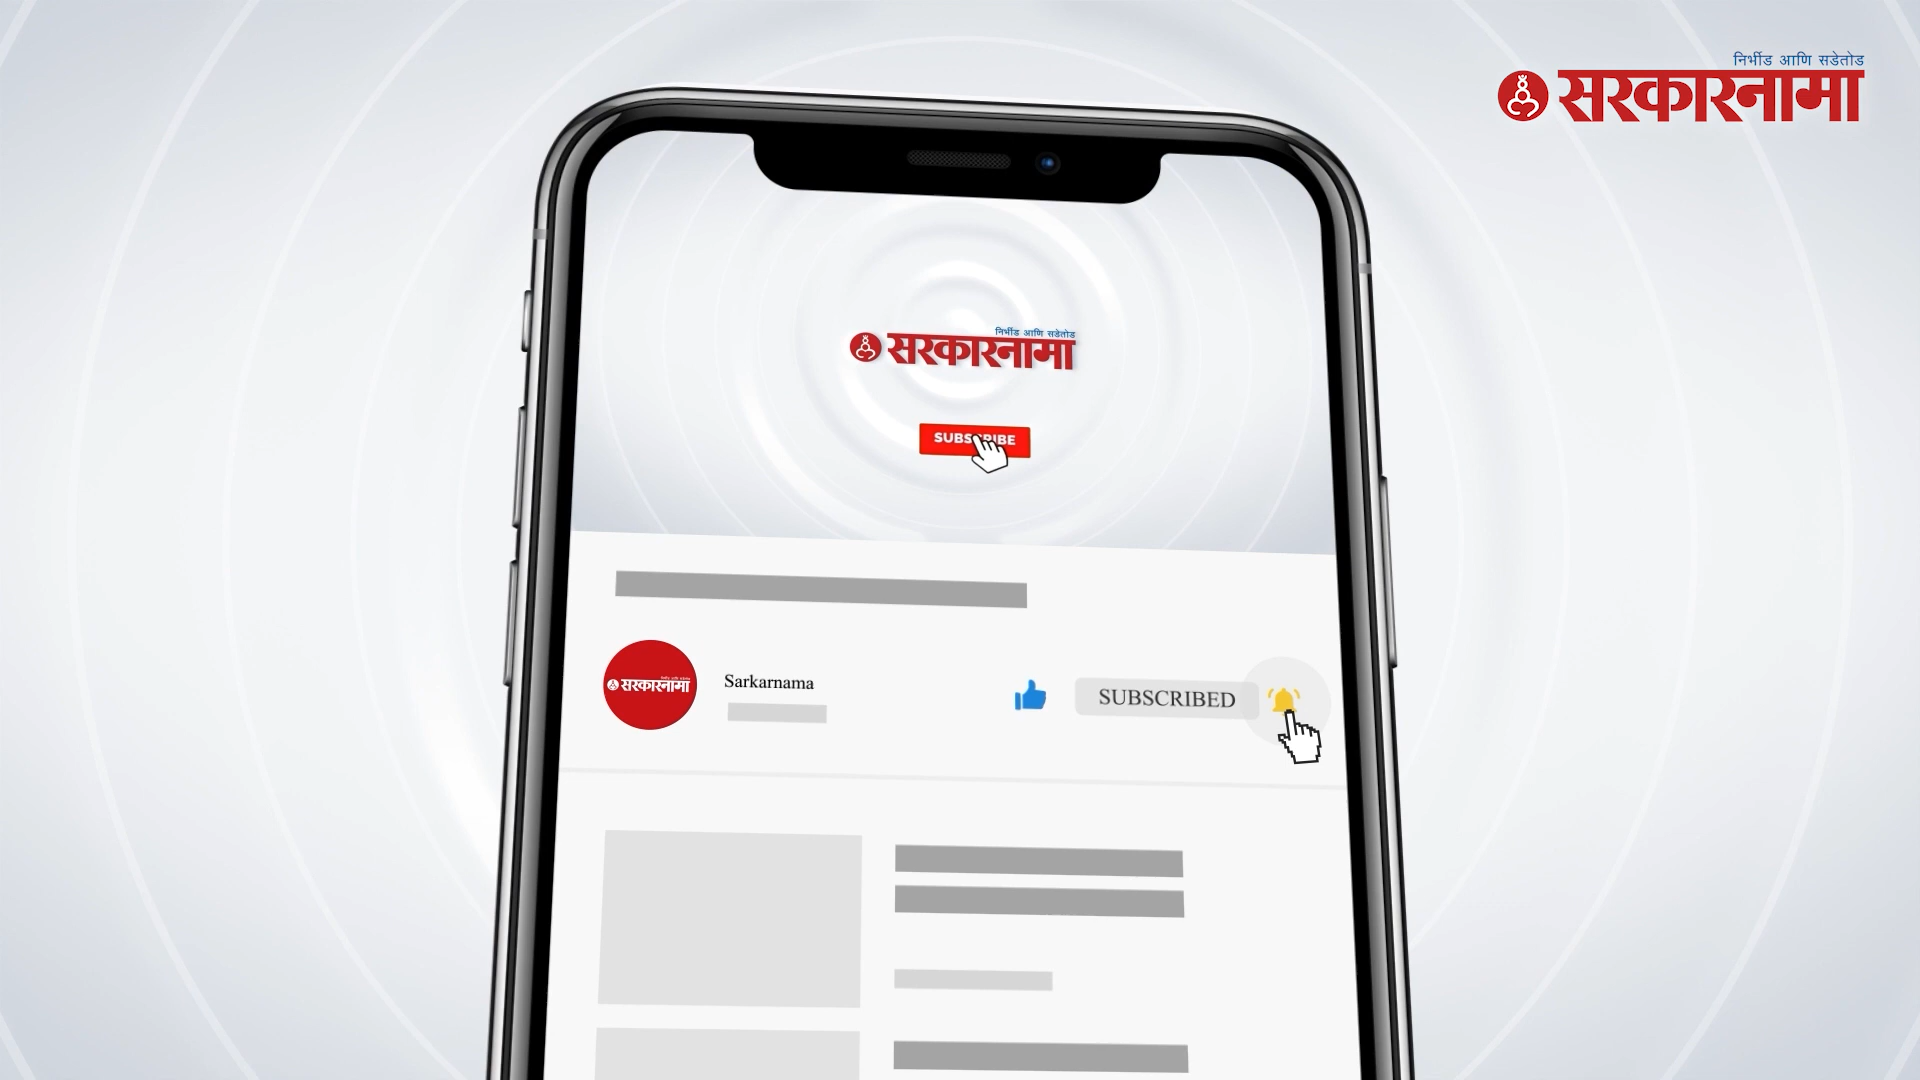 निर्भीड आणि सडेतोड
सरकारनामा
निर्भीड आणि सडेतोड
सरकारनामा
SUBSCRIBE
सरकारनामा
Sarkarnama
SUBSCRIBED